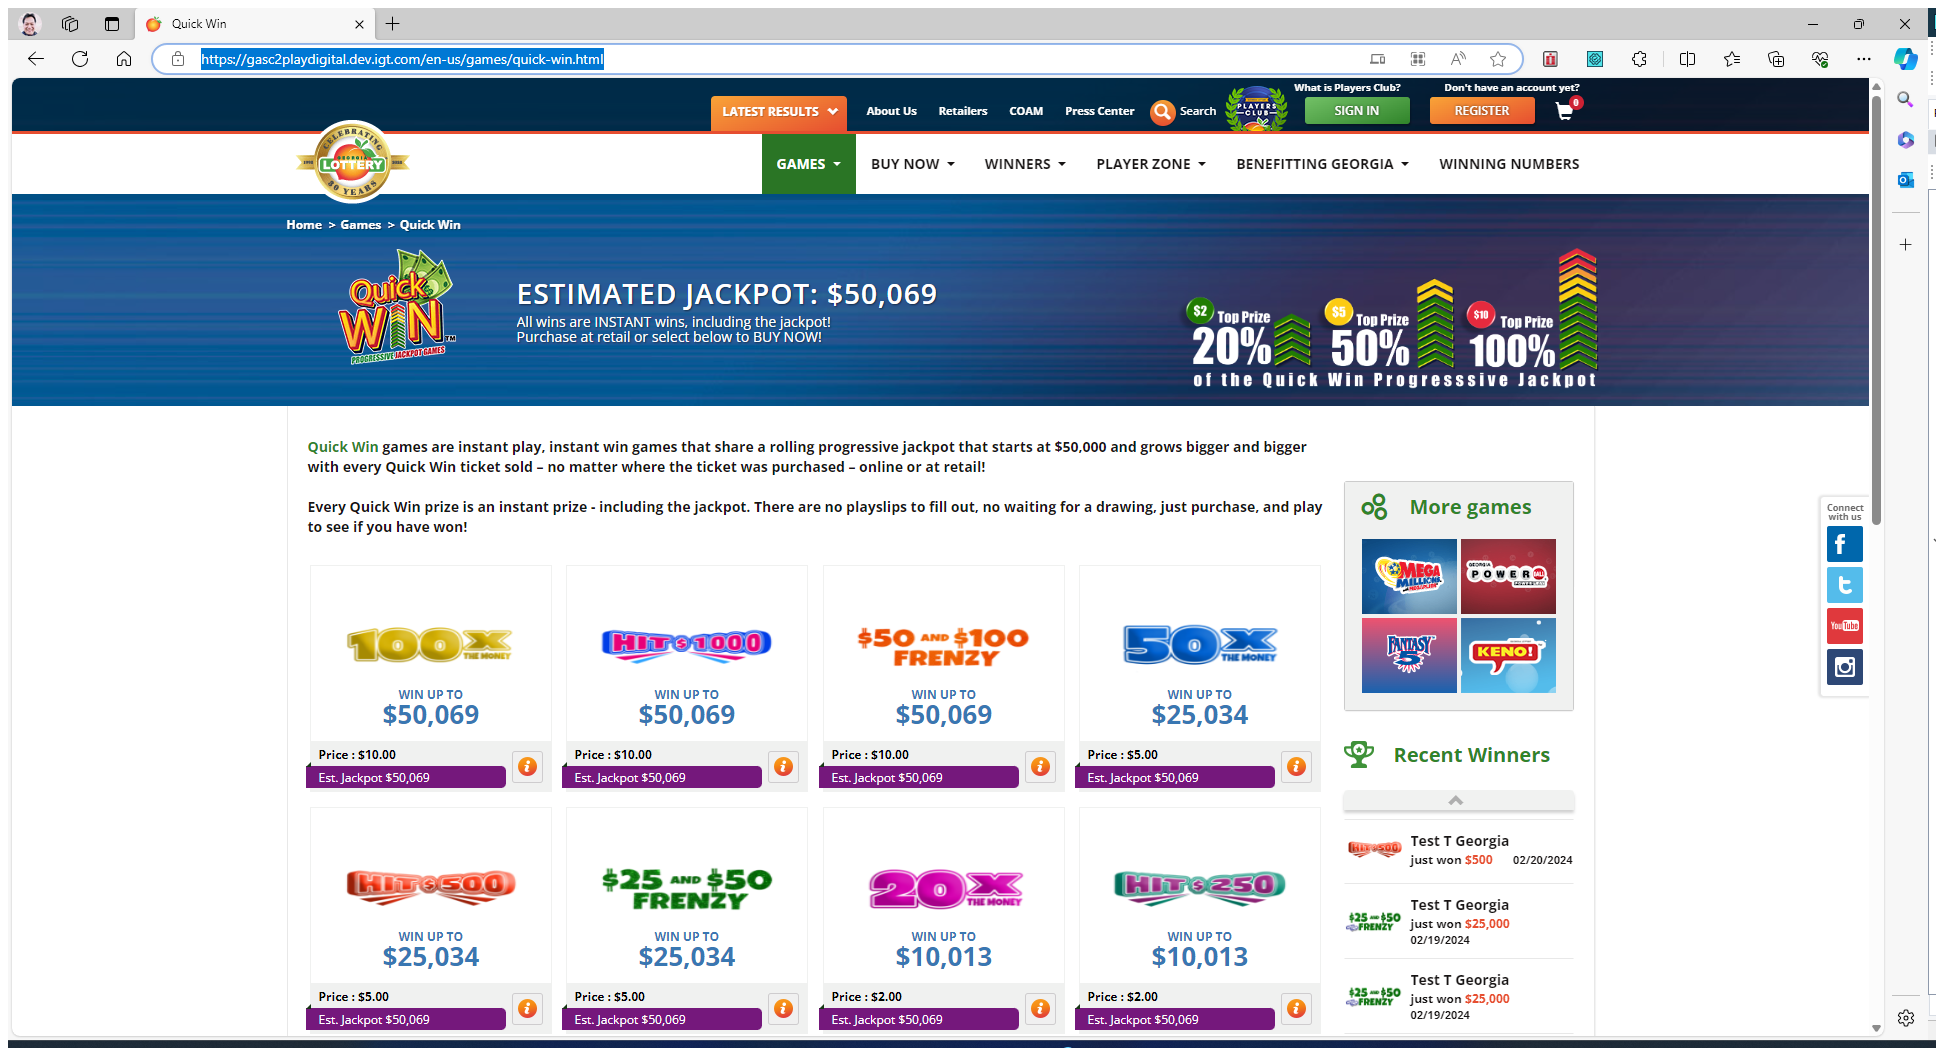 Quick Win
https://gasc2playdigital.dev.igt.com/en-us/games/quick-win.html
What is Players Club?
Don't have an account yet?
LATEST RESULTS
About Us
Retailers
COAM
Press Center
Search
PLAYERS
CLUB
SIGN IN
REGISTER
0
CELEBRATING
GEORGIA
LOTTERY
30 YEARS
GAMES
BUY NOW
WINNERS
PLAYER ZONE
BENEFITTING GEORGIA
WINNING NUMBERS
Home > Games > Quick Win
Quick
WIN™
PROGRESSIVE JACKPOT GAMES
ESTIMATED JACKPOT: $50,069
All wins are INSTANT wins, including the jackpot!
Purchase at retail or select below to BUY NOW!
$2 Top Prize
20%
$5 Top Prize
50%
$10 Top Prize
100%
of the Quick Win Progresssive Jackpot
Quick Win games are instant play, instant win games that share a rolling progressive jackpot that starts at $50,000 and grows bigger and bigger
with every Quick Win ticket sold – no matter where the ticket was purchased – online or at retail!
Every Quick Win prize is an instant prize - including the jackpot. There are no playslips to fill out, no waiting for a drawing, just purchase, and play
to see if you have won!
100X
THE MONEY
WIN UP TO
$50,069
Price : $10.00
Est. Jackpot $50,069
HIT $1000
WIN UP TO
$50,069
Price : $10.00
Est. Jackpot $50,069
$50 AND $100
FRENZY
WIN UP TO
$50,069
Price : $10.00
Est. Jackpot $50,069
50X
THE MONEY
WIN UP TO
$25,034
Price : $5.00
Est. Jackpot $50,069
HIT $500
WIN UP TO
$25,034
Price : $5.00
Est. Jackpot $50,069
$25 AND $50
FRENZY
WIN UP TO
$25,034
Price : $5.00
Est. Jackpot $50,069
20X
THE MONEY
WIN UP TO
$10,013
Price : $2.00
Est. Jackpot $50,069
HIT $250
WIN UP TO
$10,013
Price : $2.00
Est. Jackpot $50,069
More games
MEGA
MILLIONS
GEORGIA
POWERBALL
FANTASY
5
KENO!
Recent Winners
HIT $500
Test T Georgia
just won $500 02/20/2024
$25 AND $50
FRENZY
Test T Georgia
just won $25,000
02/19/2024
$25 AND $50
FRENZY
Test T Georgia
just won $25,000
02/19/2024
Connect
with us
f
t
YouTube